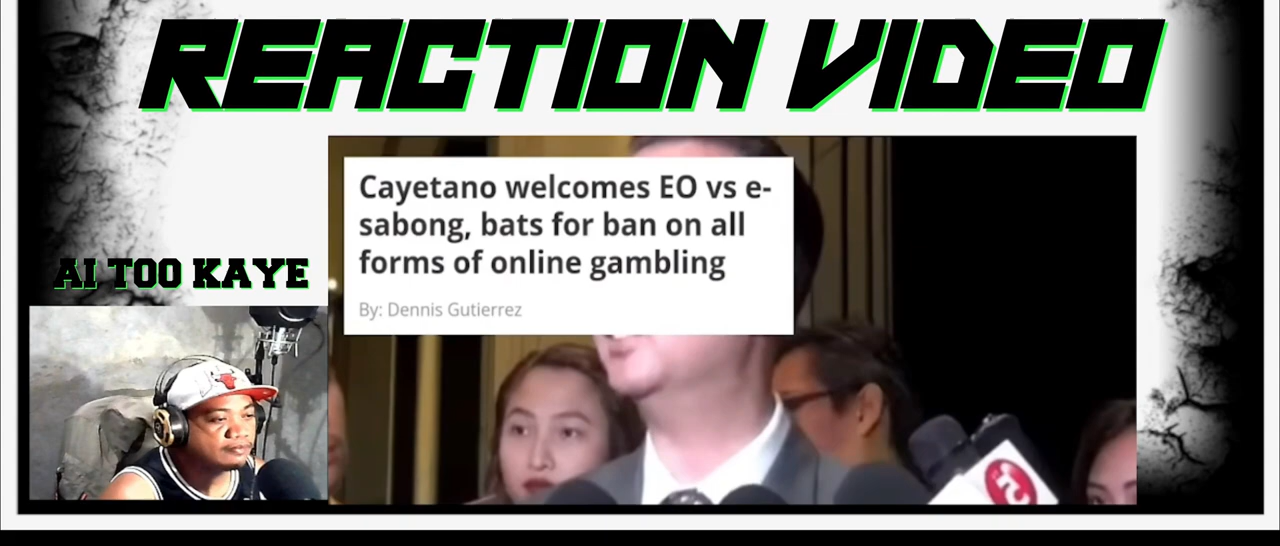 REACTION VIDEO
Cayetano welcomes EO vs e-
sabong, bats for ban on all
forms of online gambling
By: Dennis Gutierrez
AI TOO KAYE